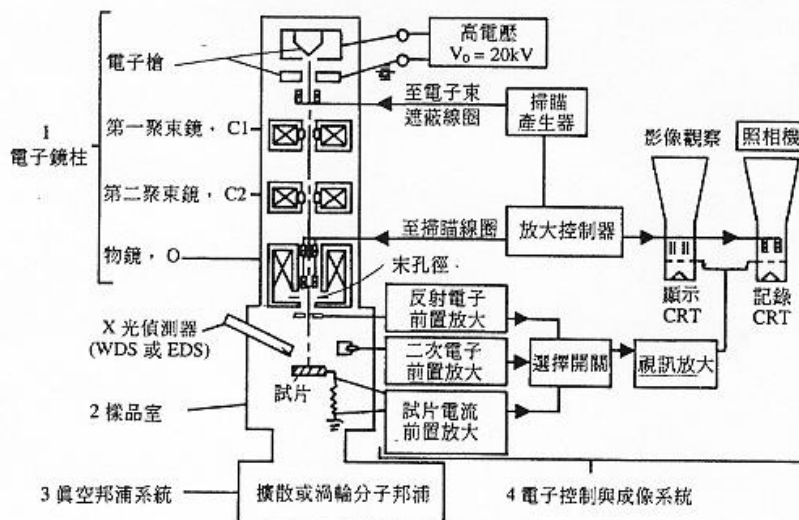 高電壓
V₀ = 20kV
電子槍
至電子束
遮蔽線圈
掃瞄
產生器
1
電子鏡柱
第一聚束鏡，C1
影像觀察
照相機
第二聚束鏡，C2
至掃瞄線圈
放大控制器
物鏡，O
末孔徑
顯示
CRT
記錄
CRT
反射電子
前置放大
X 光偵測器
(WDS 或 EDS)
二次電子
前置放大
選擇開關
視訊放大
試片
試片電流
前置放大
2 樣品室
3 真空邦浦系統
擴散或渦輪分子邦浦
4 電子控制與成像系統